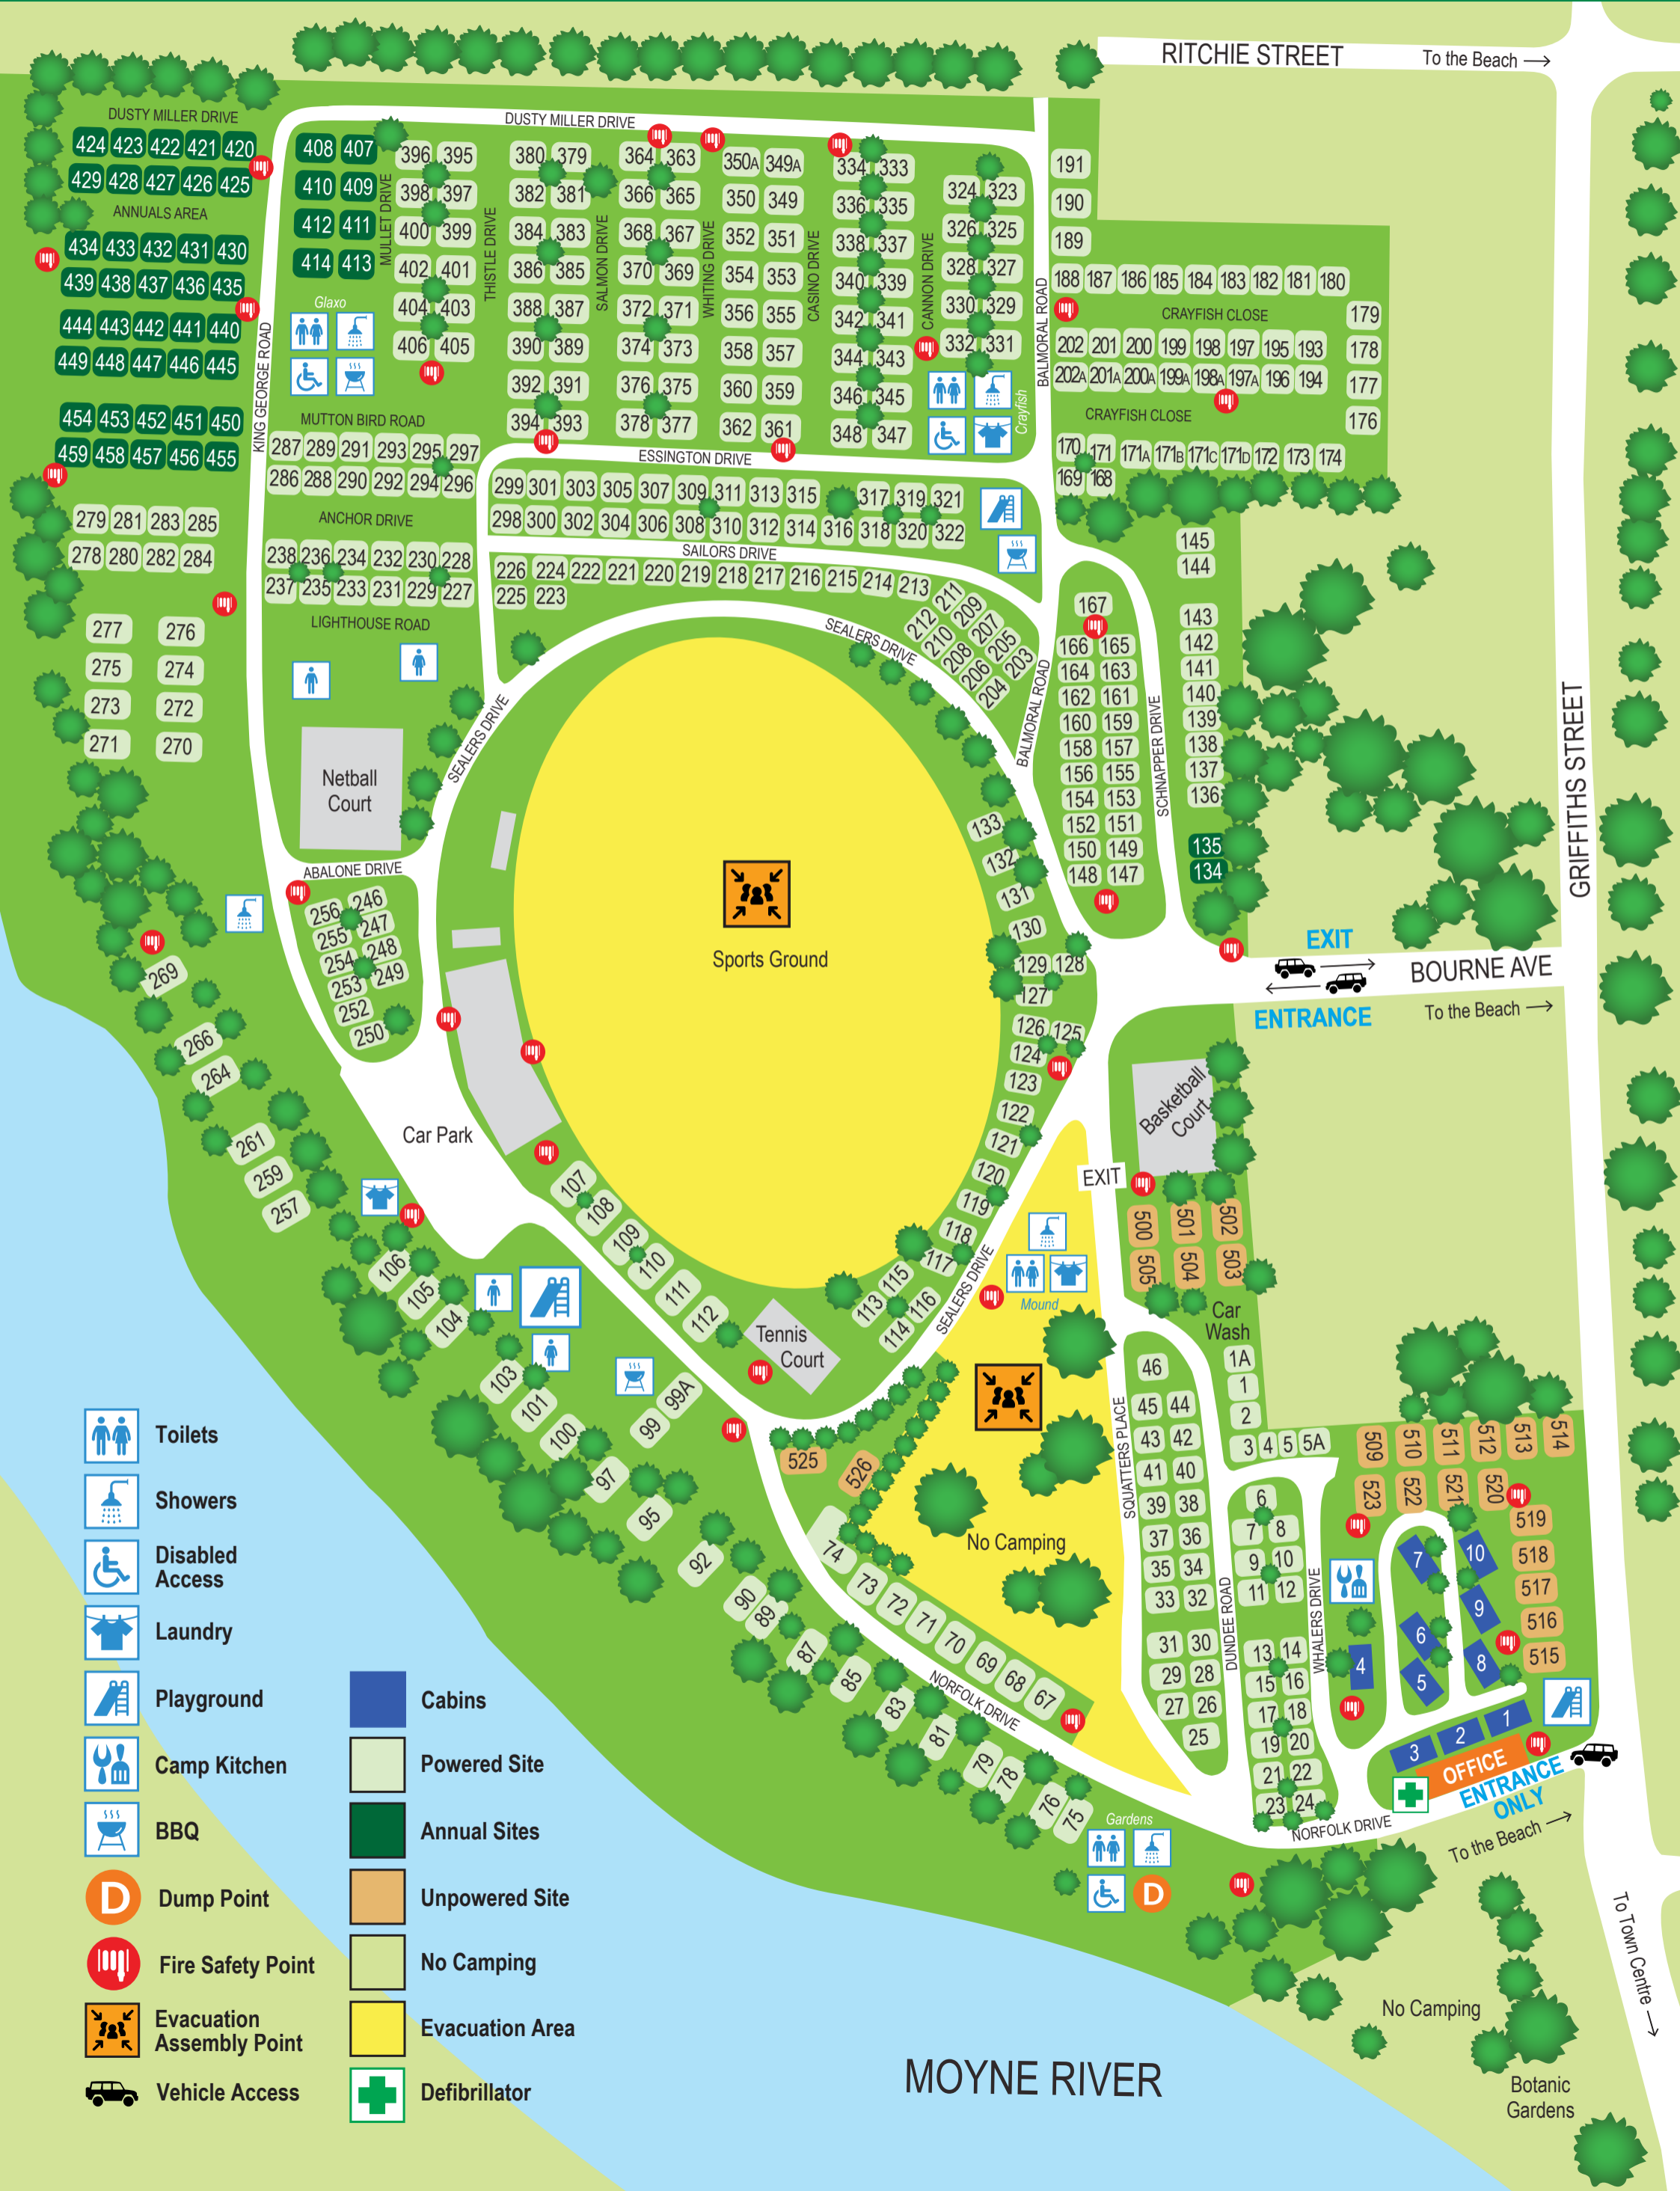 RITCHIE STREET
To the Beach
DUSTY MILLER DRIVE
DUSTY MILLER DRIVE
424 423 422 421 420
429 428 427 426 425
ANNUALS AREA
434 433 432 431 430
439 438 437 436 435
444 443 442 441 440
449 448 447 446 445
454 453 452 451 450
459 458 457 456 455
KING GEORGE ROAD
408 407
410 409
412 411
414 413
Glaxo
MULLET DRIVE
396 395
398 397
400 399
402 401
404 403
406 405
THISTLE DRIVE
380 379
382 381
384 383
386 385
388 387
390 389
392 391
394 393
SALMON DRIVE
364 363
366 365
368 367
370 369
372 371
374 373
376 375
378 377
WHITING DRIVE
350A 349A
350 349
352 351
354 353
356 355
358 357
360 359
362 361
CASINO DRIVE
334 333
336 335
338 337
340 339
342 341
344 343
346 345
348 347
CANNON DRIVE
324 323
326 325
328 327
330 329
332 331
Crayfish
BALMORAL ROAD
191
190
189
188 187 186 185 184 183 182 181 180
CRAYFISH CLOSE
179
178
177
176
202 201 200 199 198 197 195 193
202A 201A 200A 199A 198A 197A 196 194
CRAYFISH CLOSE
170 171 171A 171B 171C 171D 172 173 174
169 168
MUTTON BIRD ROAD
287 289 291 293 295 297
286 288 290 292 294 296
ANCHOR DRIVE
238 236 234 232 230 228
237 235 233 231 229 227
LIGHTHOUSE ROAD
ESSINGTON DRIVE
299 301 303 305 307 309 311 313 315 317 319 321
298 300 302 304 306 308 310 312 314 316 318 320 322
SAILORS DRIVE
226 224 222 221 220 219 218 217 216 215 214 213
225 223
212 211
210 209
208 207
206 205
204 203
SEALERS DRIVE
BALMORAL ROAD
279 281 283 285
278 280 282 284
277 276
275 274
273 272
271 270
145
144
143
142
141
140
139
138
137
136
135
134
167
166 165
164 163
162 161
160 159
158 157
156 155
154 153
152 151
150 149
148 147
SCHNAPPER DRIVE
GRIFFITHS STREET
Netball
Court
SEALERS DRIVE
ABALONE DRIVE
256 246
255 247
254 248
253 249
252
250
Sports Ground
133
132
131
130
129 128
127
126 125
124
123
122
121
120
119
118
117
115
116
113
114
EXIT
BOURNE AVE
ENTRANCE
To the Beach
269
266
264
261
259
257
Car Park
Basketball
Court
EXIT
500 501 502
505 504 503
Car
Wash
107
108
109
110
111
112
Tennis
Court
SEALERS DRIVE
Mound
106
105
104
103
101
100
99 99A
97
95
92
90
89
87
85
83
81
79
78
76
75
525
526
No Camping
74
73
72
71
70
69
68
67
NORFOLK DRIVE
SQUATTERS PLACE
46
45 44
43 42
41 40
39 38
37 36
35 34
33 32
31 30
29 28
27 26
25
DUNDEE ROAD
1A
1
2
3 4 5 5A
6
7 8
9 10
11 12
13 14
15 16
17 18
19 20
21 22
23 24
WHALERS DRIVE
509 510 511 512 513 514
523 522 521 520
519
518
517
516
515
7 10
9
6
8
5
4
3 2 1
OFFICE
ENTRANCE
ONLY
NORFOLK DRIVE
To the Beach
Gardens
D
To Town Centre
No Camping
Botanic
Gardens
MOYNE RIVER
Toilets
Showers
Disabled
Access
Laundry
Playground
Camp Kitchen
BBQ
D Dump Point
Fire Safety Point
Evacuation
Assembly Point
Vehicle Access
Cabins
Powered Site
Annual Sites
Unpowered Site
No Camping
Evacuation Area
Defibrillator